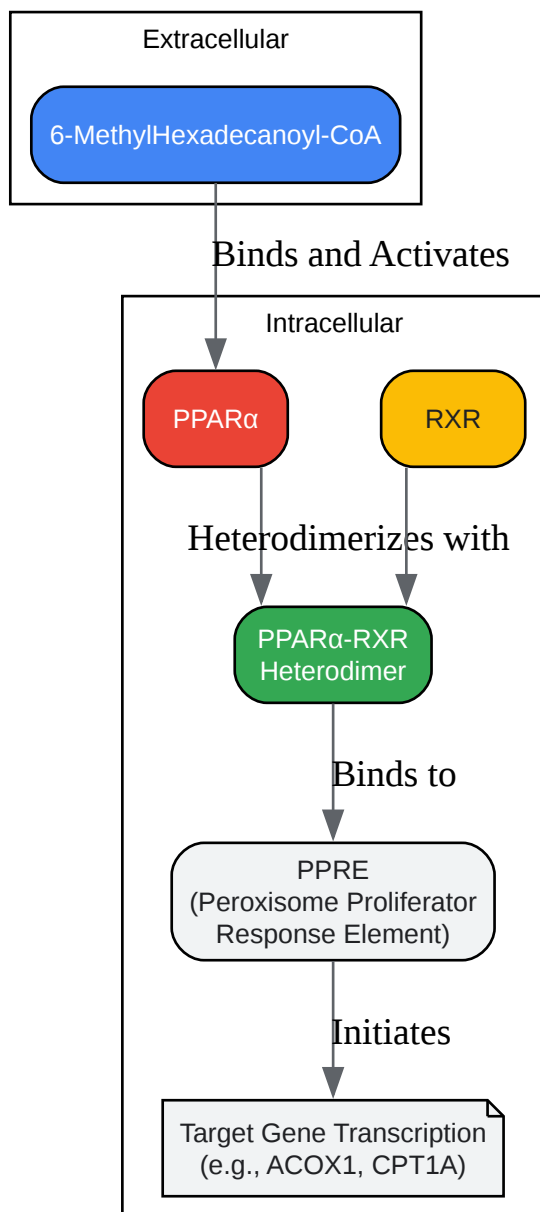 Extracellular
6-MethylHexadecanoyl-CoA
Binds and Activates
Intracellular
PPARα
RXR
Heterodimerizes with
PPARα-RXR
Heterodimer
Binds to
PPRE
(Peroxisome Proliferator
Response Element)
Initiates
Target Gene Transcription
(e.g., ACOX1, CPT1A)